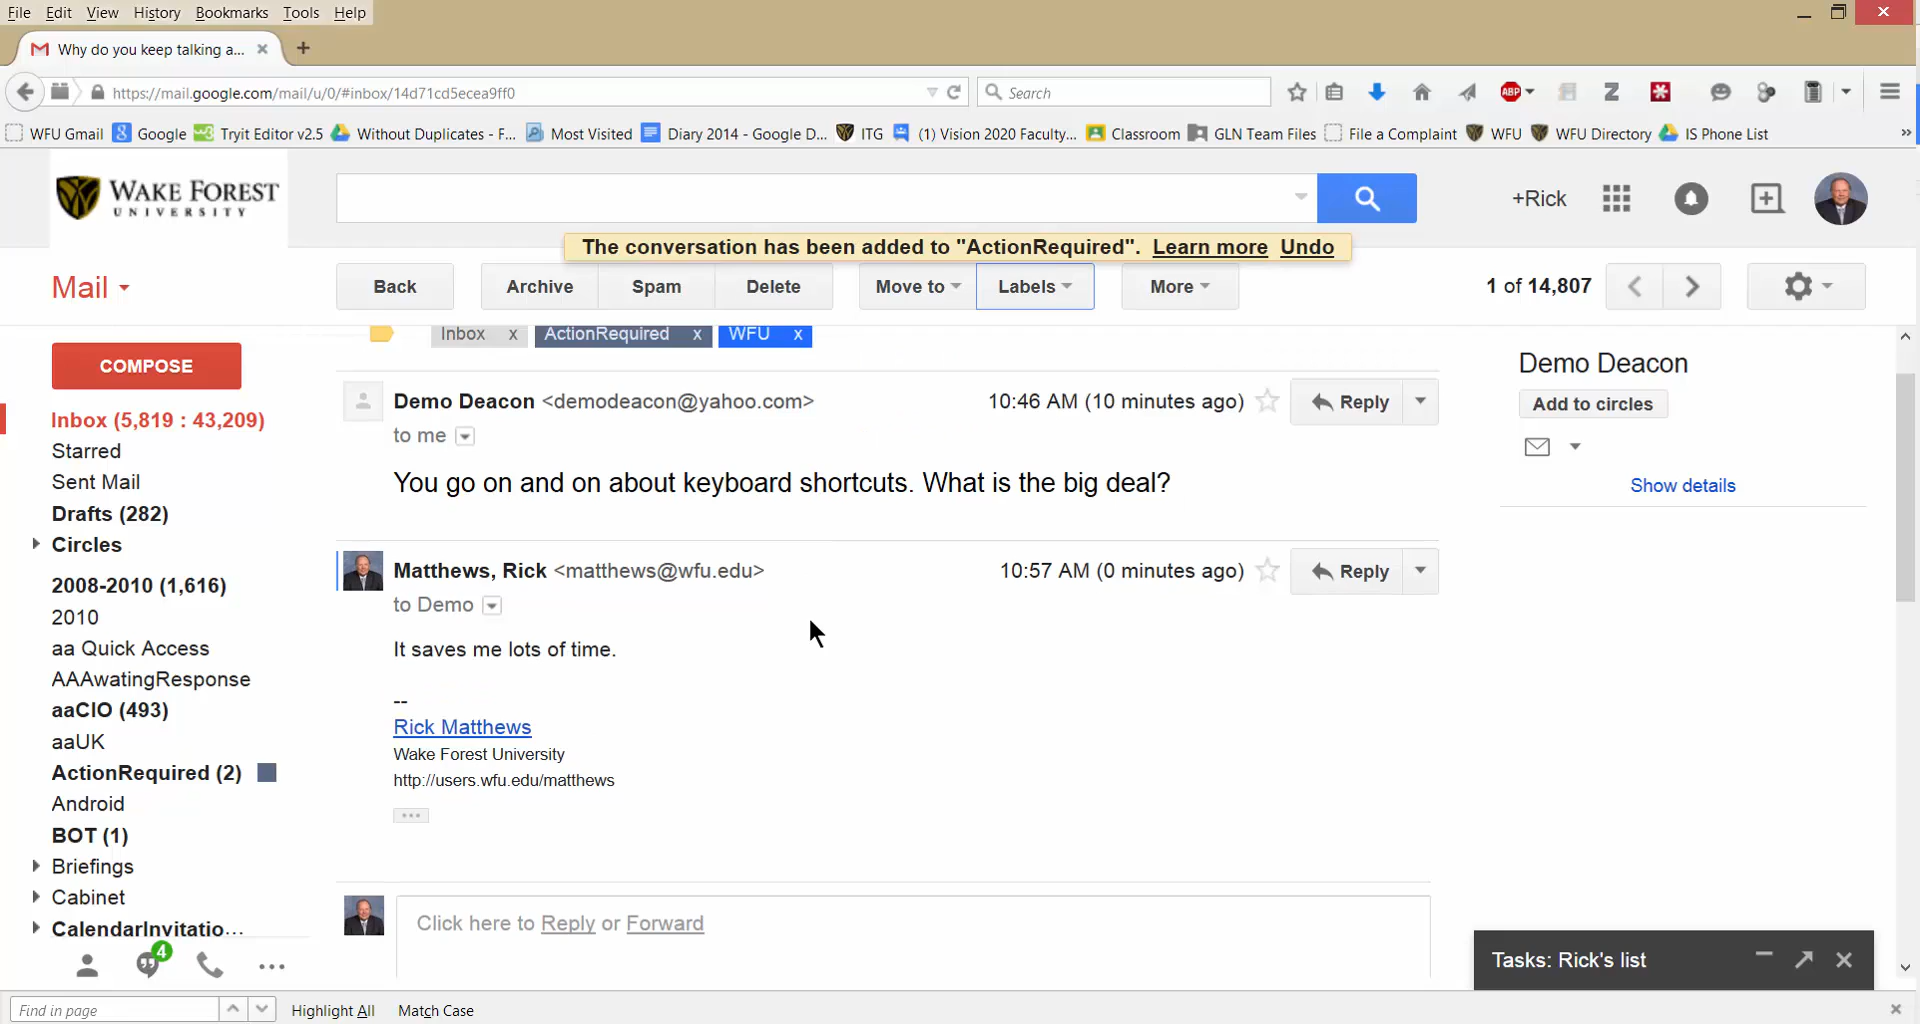 File Edit View History Bookmarks Tools Help
Why do you keep talking a...
https://mail.google.com/mail/u/0/#inbox/14d71cd5ecea9ff0
Search
ABP
Z
WFU Gmail Google Tryit Editor v2.5 Without Duplicates - F... Most Visited Diary 2014 - Google D... ITG (1) Vision 2020 Faculty... Classroom GLN Team Files File a Complaint WFU WFU Directory IS Phone List
WAKE FOREST
UNIVERSITY
+Rick
The conversation has been added to "ActionRequired". Learn more Undo
Mail
Back Archive Spam Delete Move to Labels More
1 of 14,807
Inbox x ActionRequired x WFU x
COMPOSE
Inbox (5,819 : 43,209)
Starred
Sent Mail
Drafts (282)
Circles
2008-2010 (1,616)
2010
aa Quick Access
AAAwatingResponse
aaCIO (493)
aaUK
ActionRequired (2)
Android
BOT (1)
Briefings
Cabinet
CalendarInvitatio...
4
Demo Deacon <demodeacon@yahoo.com>
10:46 AM (10 minutes ago)
Reply
to me
You go on and on about keyboard shortcuts. What is the big deal?
Matthews, Rick <matthews@wfu.edu>
10:57 AM (0 minutes ago)
Reply
to Demo
It saves me lots of time.
--
Rick Matthews
Wake Forest University
http://users.wfu.edu/matthews
Click here to Reply or Forward
Demo Deacon
Add to circles
Show details
Tasks: Rick's list
Find in page
Highlight All Match Case